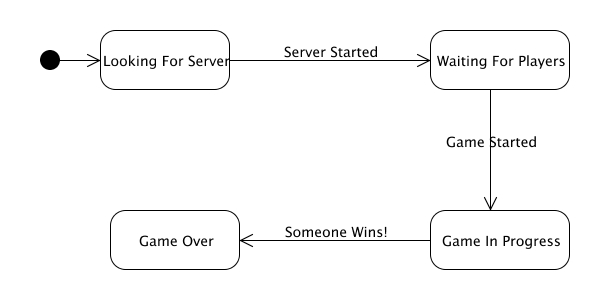 Looking For Server
Server Started
Waiting For Players
Game Started
Game Over
Someone Wins!
Game In Progress